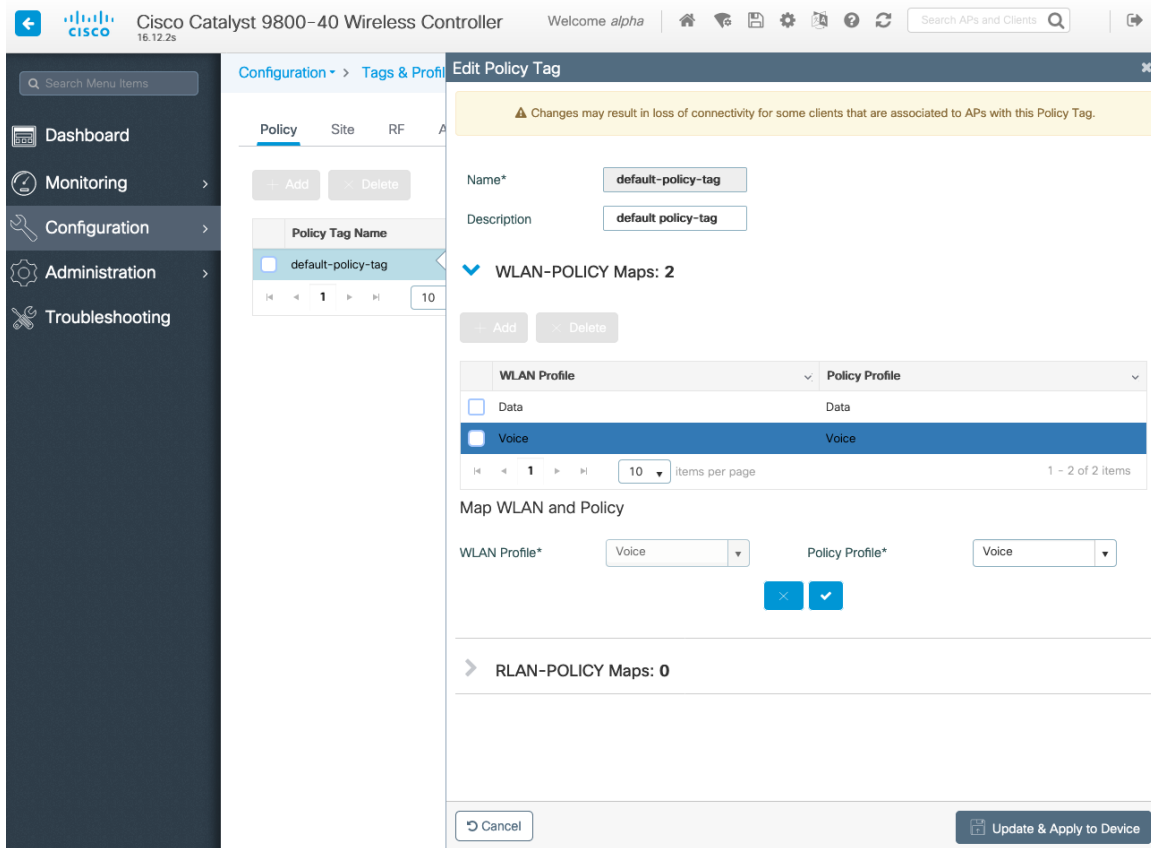 CISCO
Cisco Catalyst 9800-40 Wireless Controller
16.12.2s
Welcome alpha
Search APs and Clients
Search Menu Items
Dashboard
Monitoring
Configuration
Administration
Troubleshooting
Configuration > Tags & Profil
Policy Site RF A
+ Add × Delete
Policy Tag Name
default-policy-tag
1 10
Edit Policy Tag
Changes may result in loss of connectivity for some clients that are associated to APs with this Policy Tag.
Name* default-policy-tag
Description default policy-tag
WLAN-POLICY Maps: 2
+ Add × Delete
WLAN Profile Policy Profile
Data Data
Voice Voice
1 10 items per page 1 - 2 of 2 items
Map WLAN and Policy
WLAN Profile* Voice Policy Profile* Voice
RLAN-POLICY Maps: 0
Cancel Update & Apply to Device